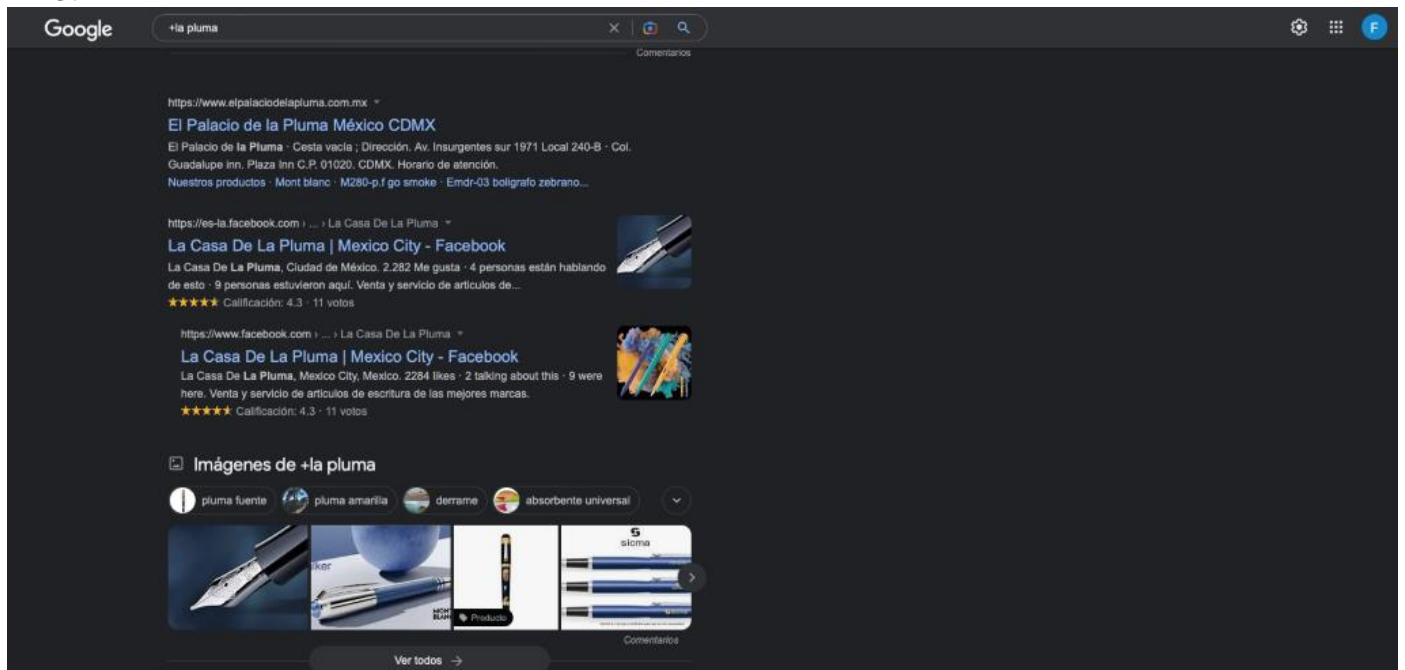 Google
+la pluma
F
Comentarios
https://www.elpalaciodelapluma.com.mx
El Palacio de la Pluma México CDMX
El Palacio de la Pluma · Cesta vacía ; Dirección. Av. Insurgentes sur 1971 Local 240-B · Col.
Guadalupe inn. Plaza Inn C.P. 01020. CDMX. Horario de atención.
Nuestros productos · Mont blanc · M280-p.f go smoke · Emdr-03 boligrafo zebrano...
https://es-la.facebook.com › ... › La Casa De La Pluma
La Casa De La Pluma | Mexico City - Facebook
La Casa De La Pluma, Ciudad de México. 2.282 Me gusta · 4 personas están hablando
de esto · 9 personas estuvieron aquí. Venta y servicio de articulos de...
Calificación: 4.3 · 11 votos
https://www.facebook.com › ... › La Casa De La Pluma
La Casa De La Pluma | Mexico City - Facebook
La Casa De La Pluma, Mexico City, Mexico. 2284 likes · 2 talking about this · 9 were
here. Venta y servicio de articulos de escritura de las mejores marcas.
Calificación: 4.3 · 11 votos
Imágenes de +la pluma
pluma fuente
pluma amarilla
derrame
absorbente universal
sicma
Producto
Comentarios
Ver todos →